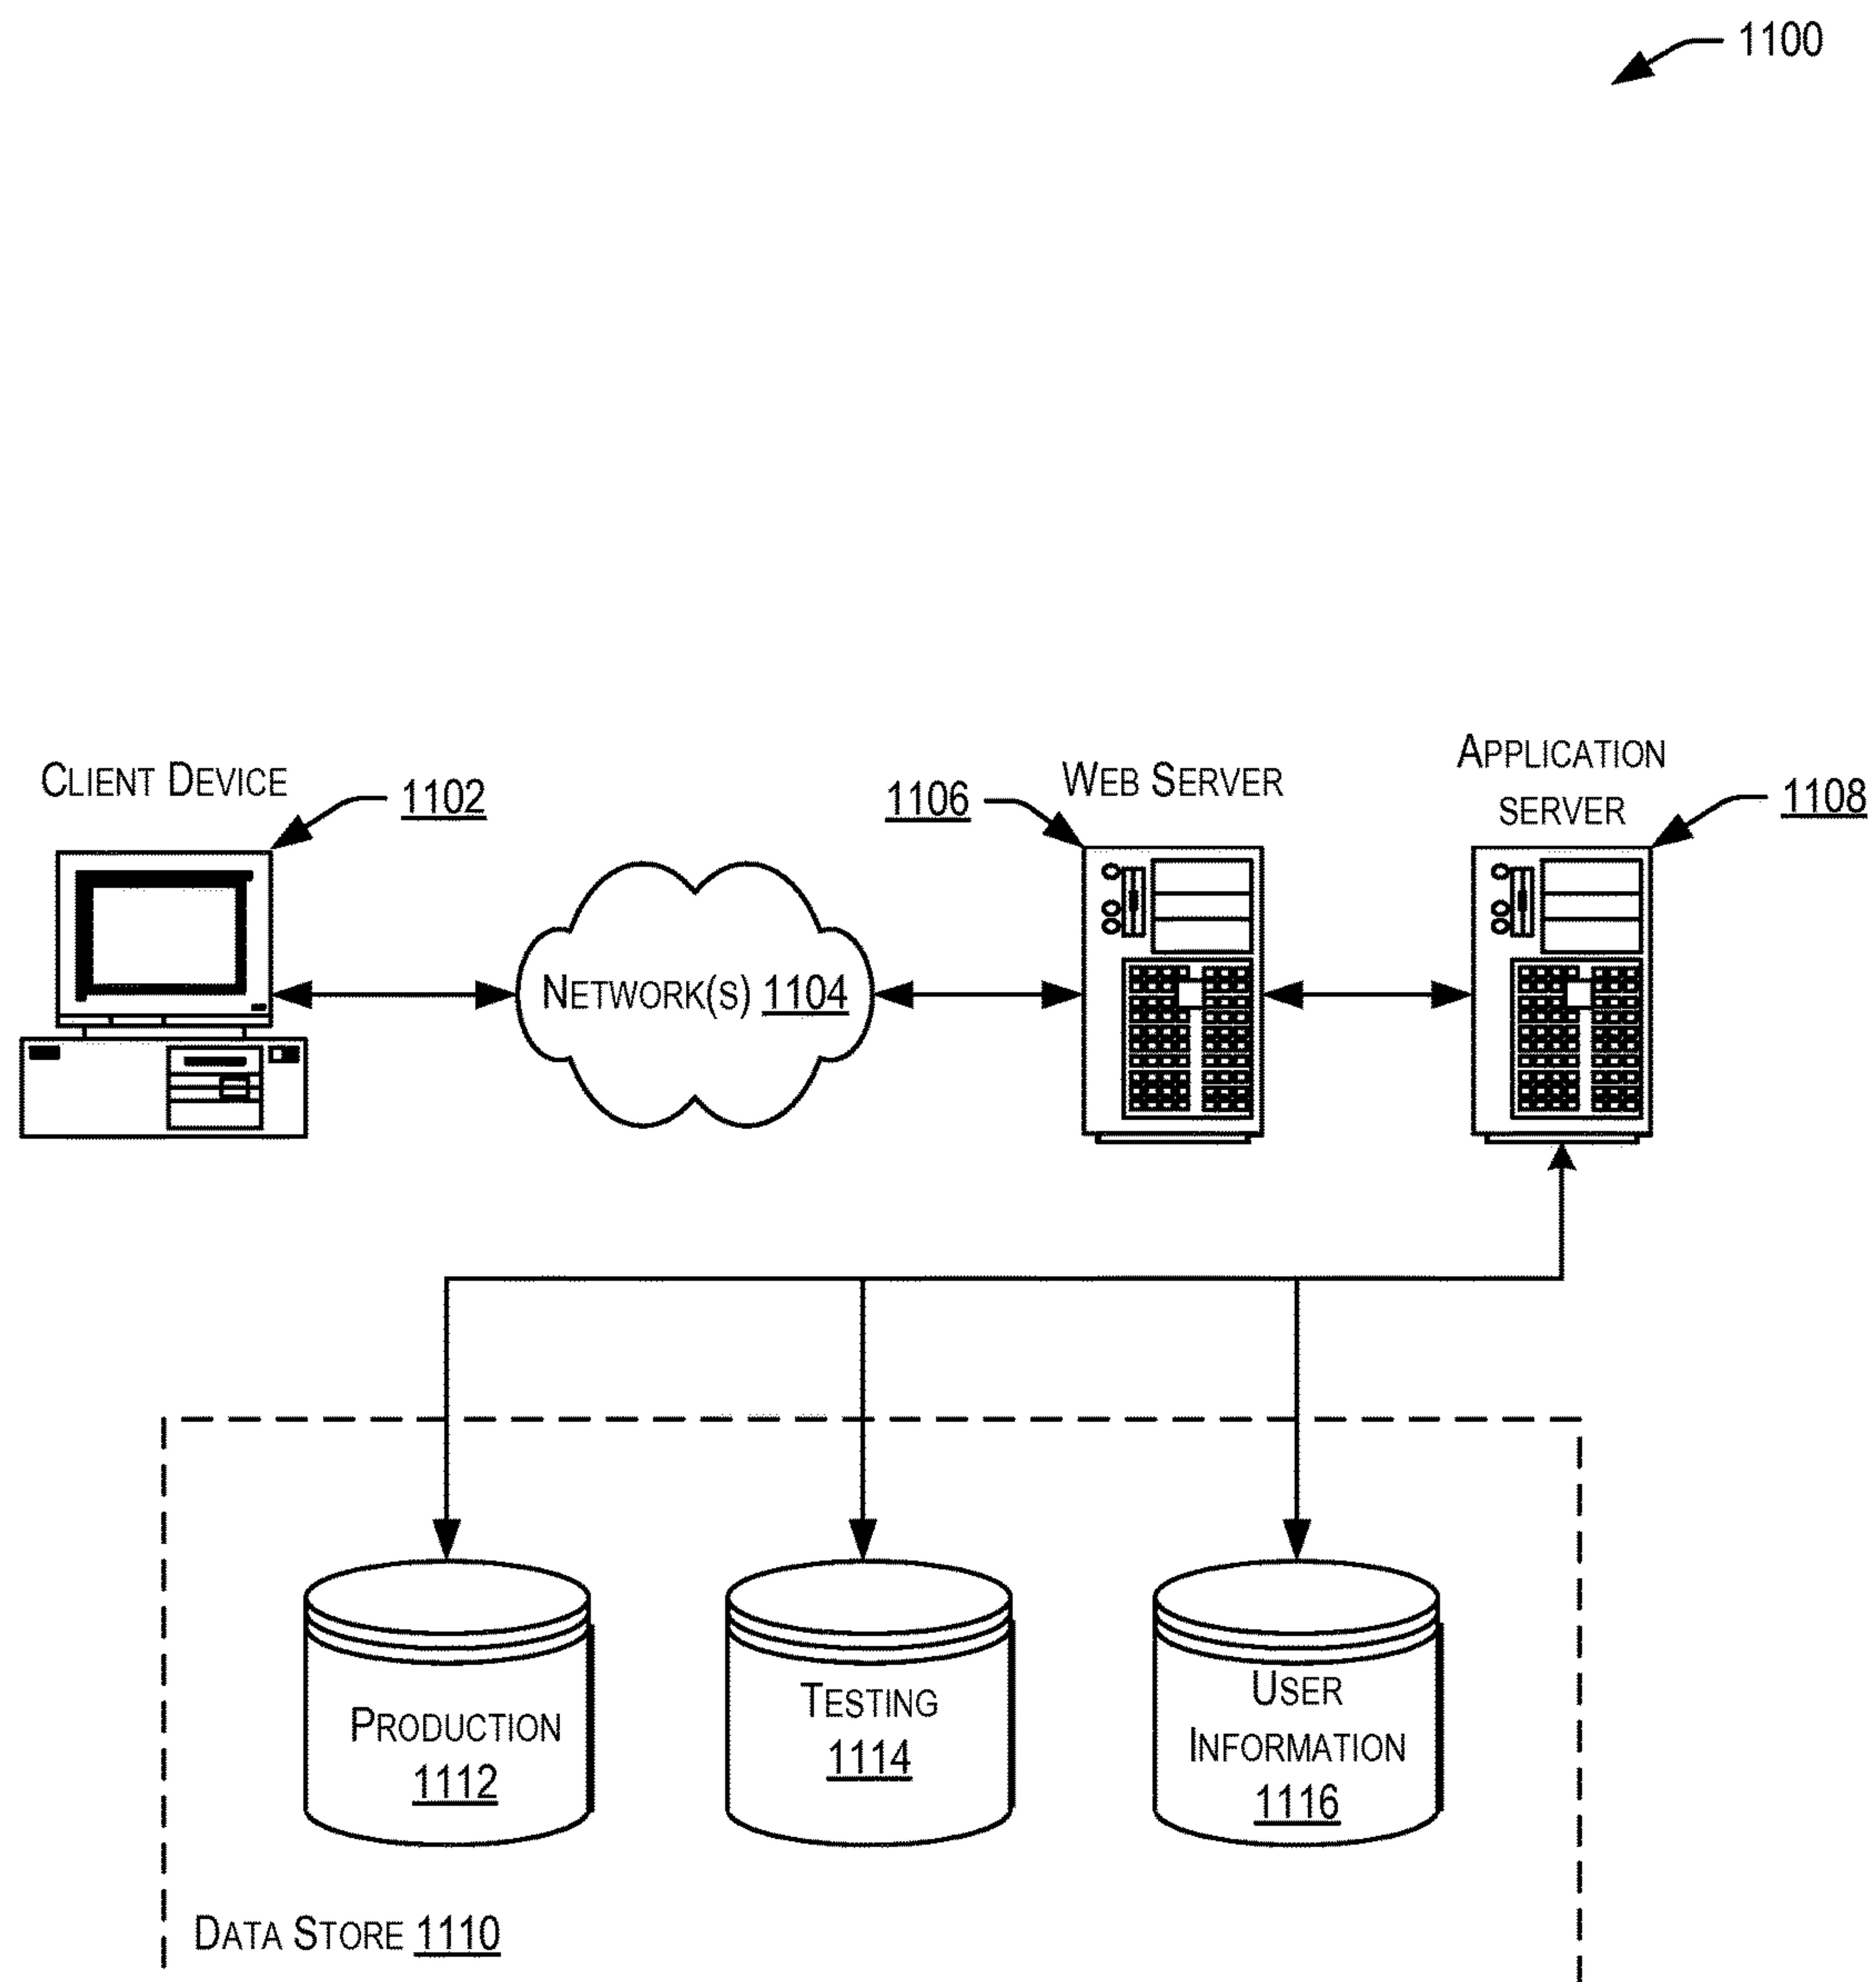 1100
CLIENT DEVICE
1102
1106
WEB SERVER
APPLICATION
SERVER
1108
NETWORK(S) 1104
PRODUCTION
1112
TESTING
1114
USER
INFORMATION
1116
DATA STORE 1110